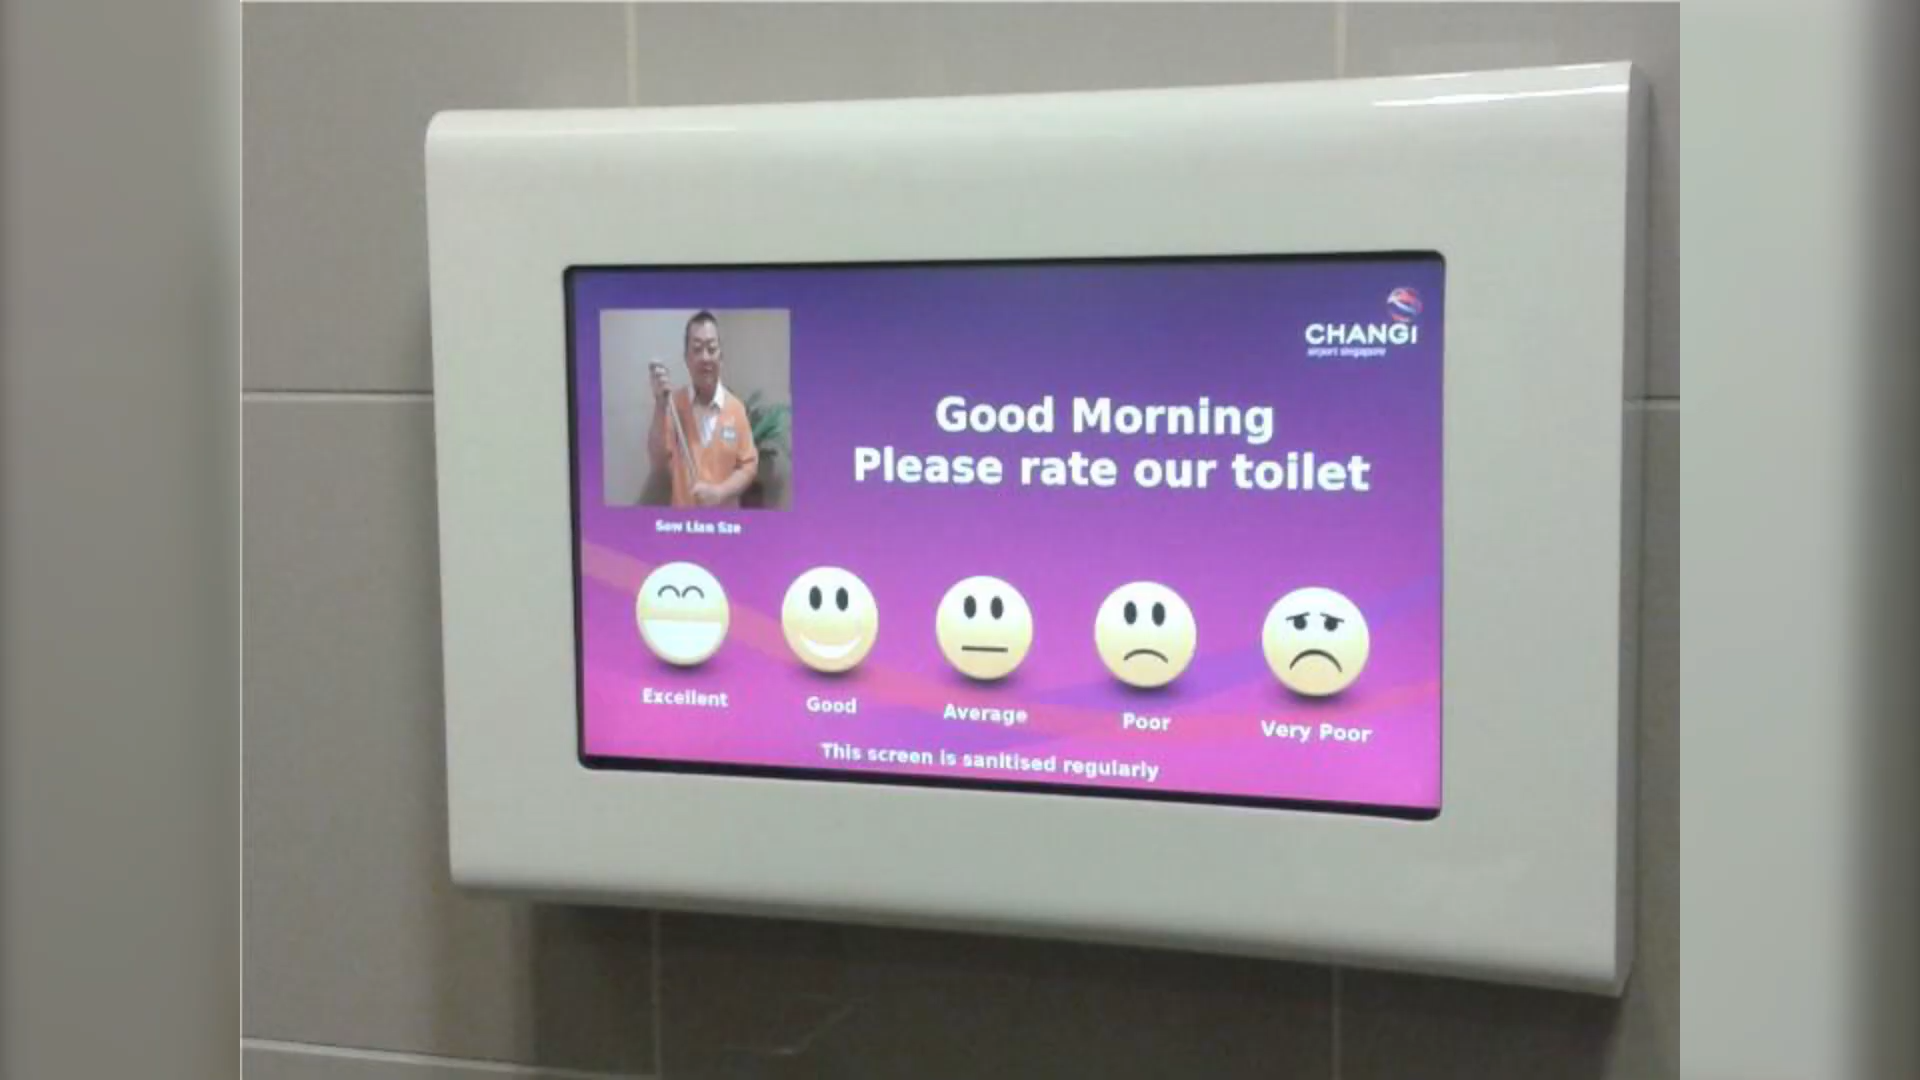 CHANGI
airport singapore
Good Morning
Please rate our toilet
Sow Lian Sze
Excellent
Good
Average
Poor
Very Poor
This screen is sanitised regularly